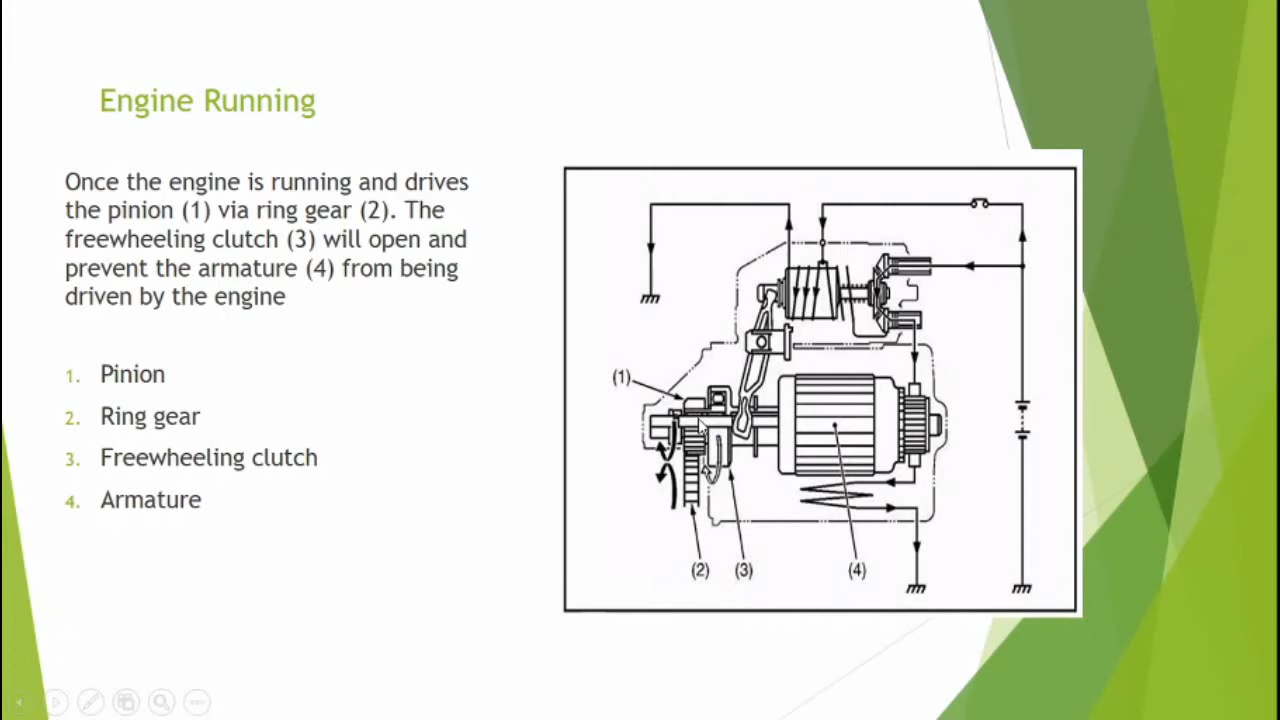 Engine Running
Once the engine is running and drives
the pinion (1) via ring gear (2). The
freewheeling clutch (3) will open and
prevent the armature (4) from being
driven by the engine
1. Pinion
2. Ring gear
3. Freewheeling clutch
4. Armature
(1)
(2) (3) (4)